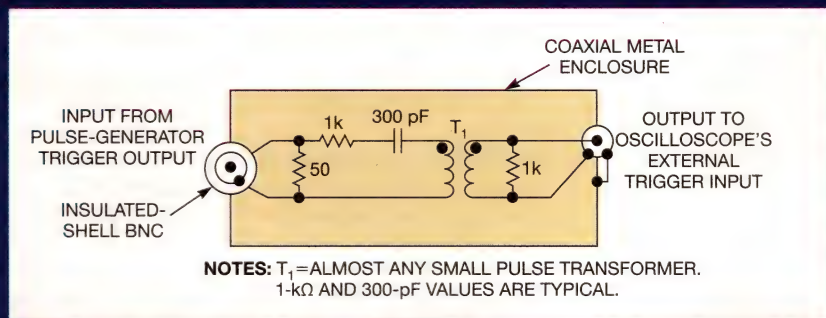 COAXIAL METAL
ENCLOSURE
INPUT FROM
PULSE-GENERATOR
TRIGGER OUTPUT
1k
300 pF
T1
50
1k
OUTPUT TO
OSCILLOSCOPE'S
EXTERNAL
TRIGGER INPUT
INSULATED-
SHELL BNC
NOTES: T1=ALMOST ANY SMALL PULSE TRANSFORMER.
1-kΩ AND 300-pF VALUES ARE TYPICAL.